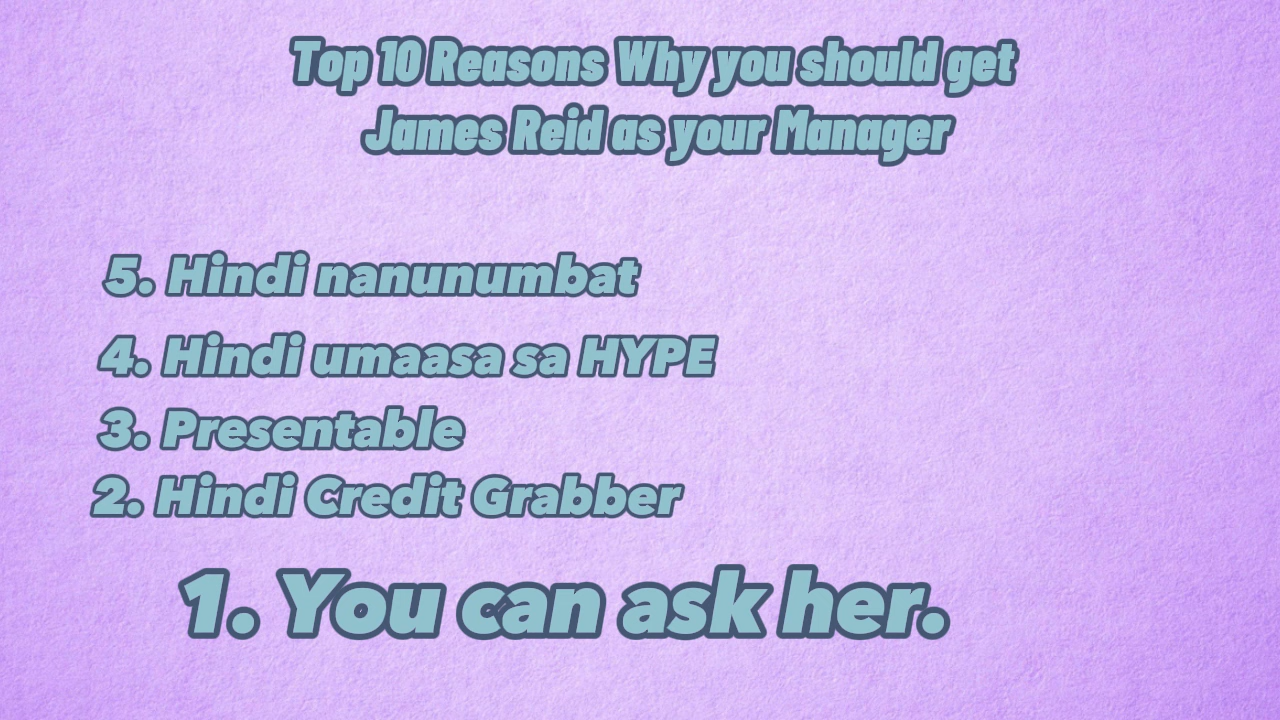 Top 10 Reasons Why you should get
James Reid as your Manager
5. Hindi nanunumbat
4. Hindi umaasa sa HYPE
3. Presentable
2. Hindi Credit Grabber
1. You can ask her.